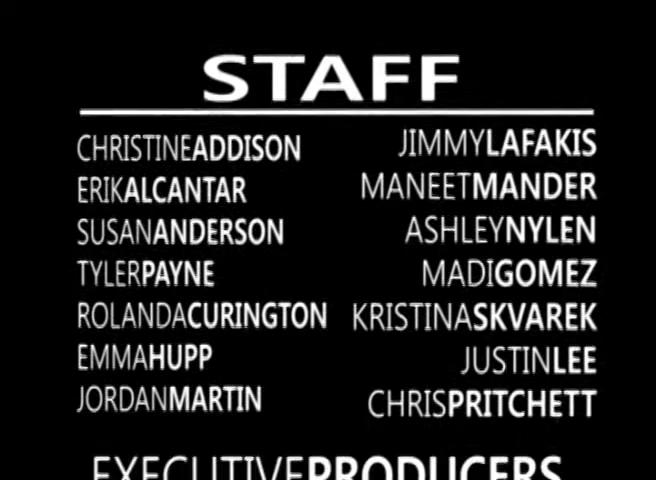 STAFF
CHRISTINEADDISON
ERIKALCANTAR
SUSANANDERSON
TYLERPAYNE
ROLANDACURINGTON
EMMAHUPP
JORDANMARTIN
JIMMYLAFAKIS
MANEETMANDER
ASHLEYNYLEN
MADIGOMEZ
KRISTINASKVAREK
JUSTINLEE
CHRISPRITCHETT
EXECUTIVEPRODUCERS